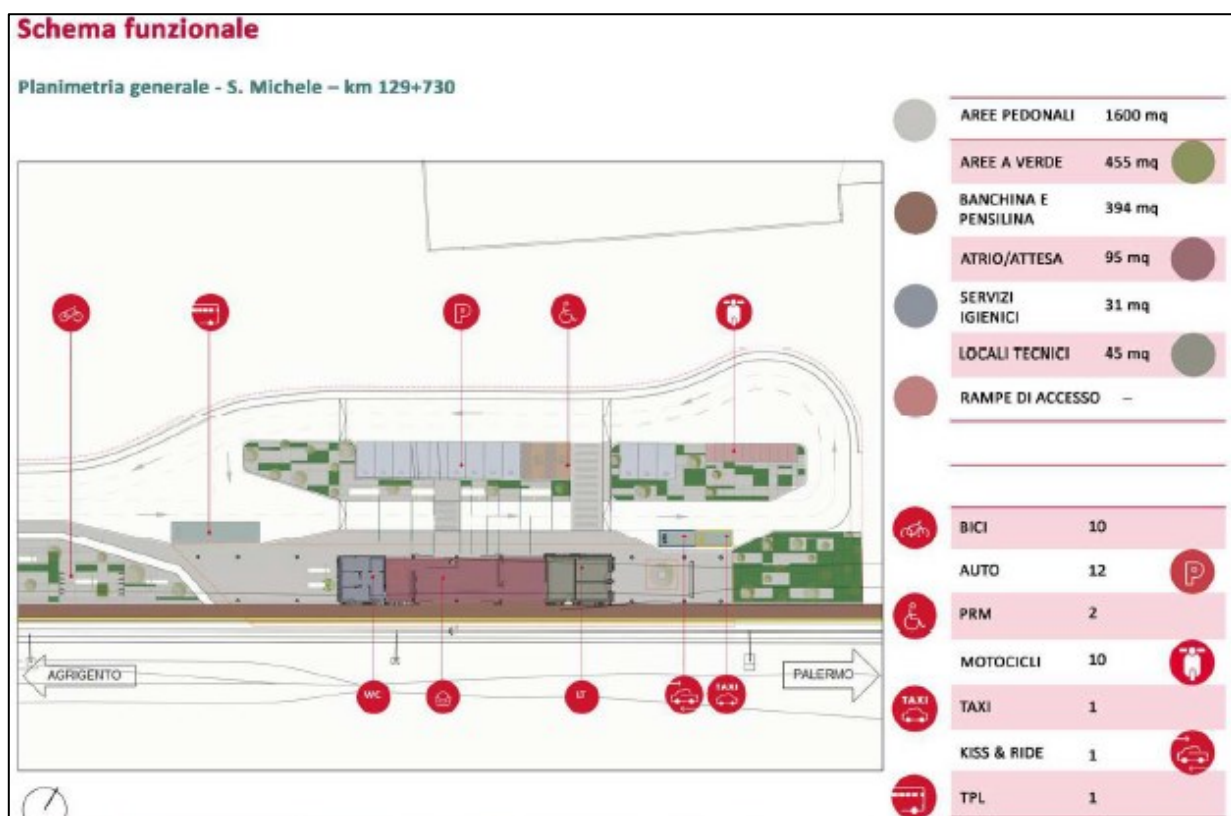 Schema funzionale
Planimetria generale - S. Michele – km 129+730
AREE PEDONALI 1600 mq
AREE A VERDE 455 mq
BANCHINA E
PENSILINA 394 mq
ATRIO/ATTESA 95 mq
SERVIZI
IGIENICI 31 mq
LOCALI TECNICI 45 mq
RAMPE DI ACCESSO –
P
AGRIGENTO
PALERMO
WC
LT
TAXI
BICI 10
AUTO 12 P
PRM 2
MOTOCICLI 10
TAXI TAXI 1
KISS & RIDE 1
TPL 1